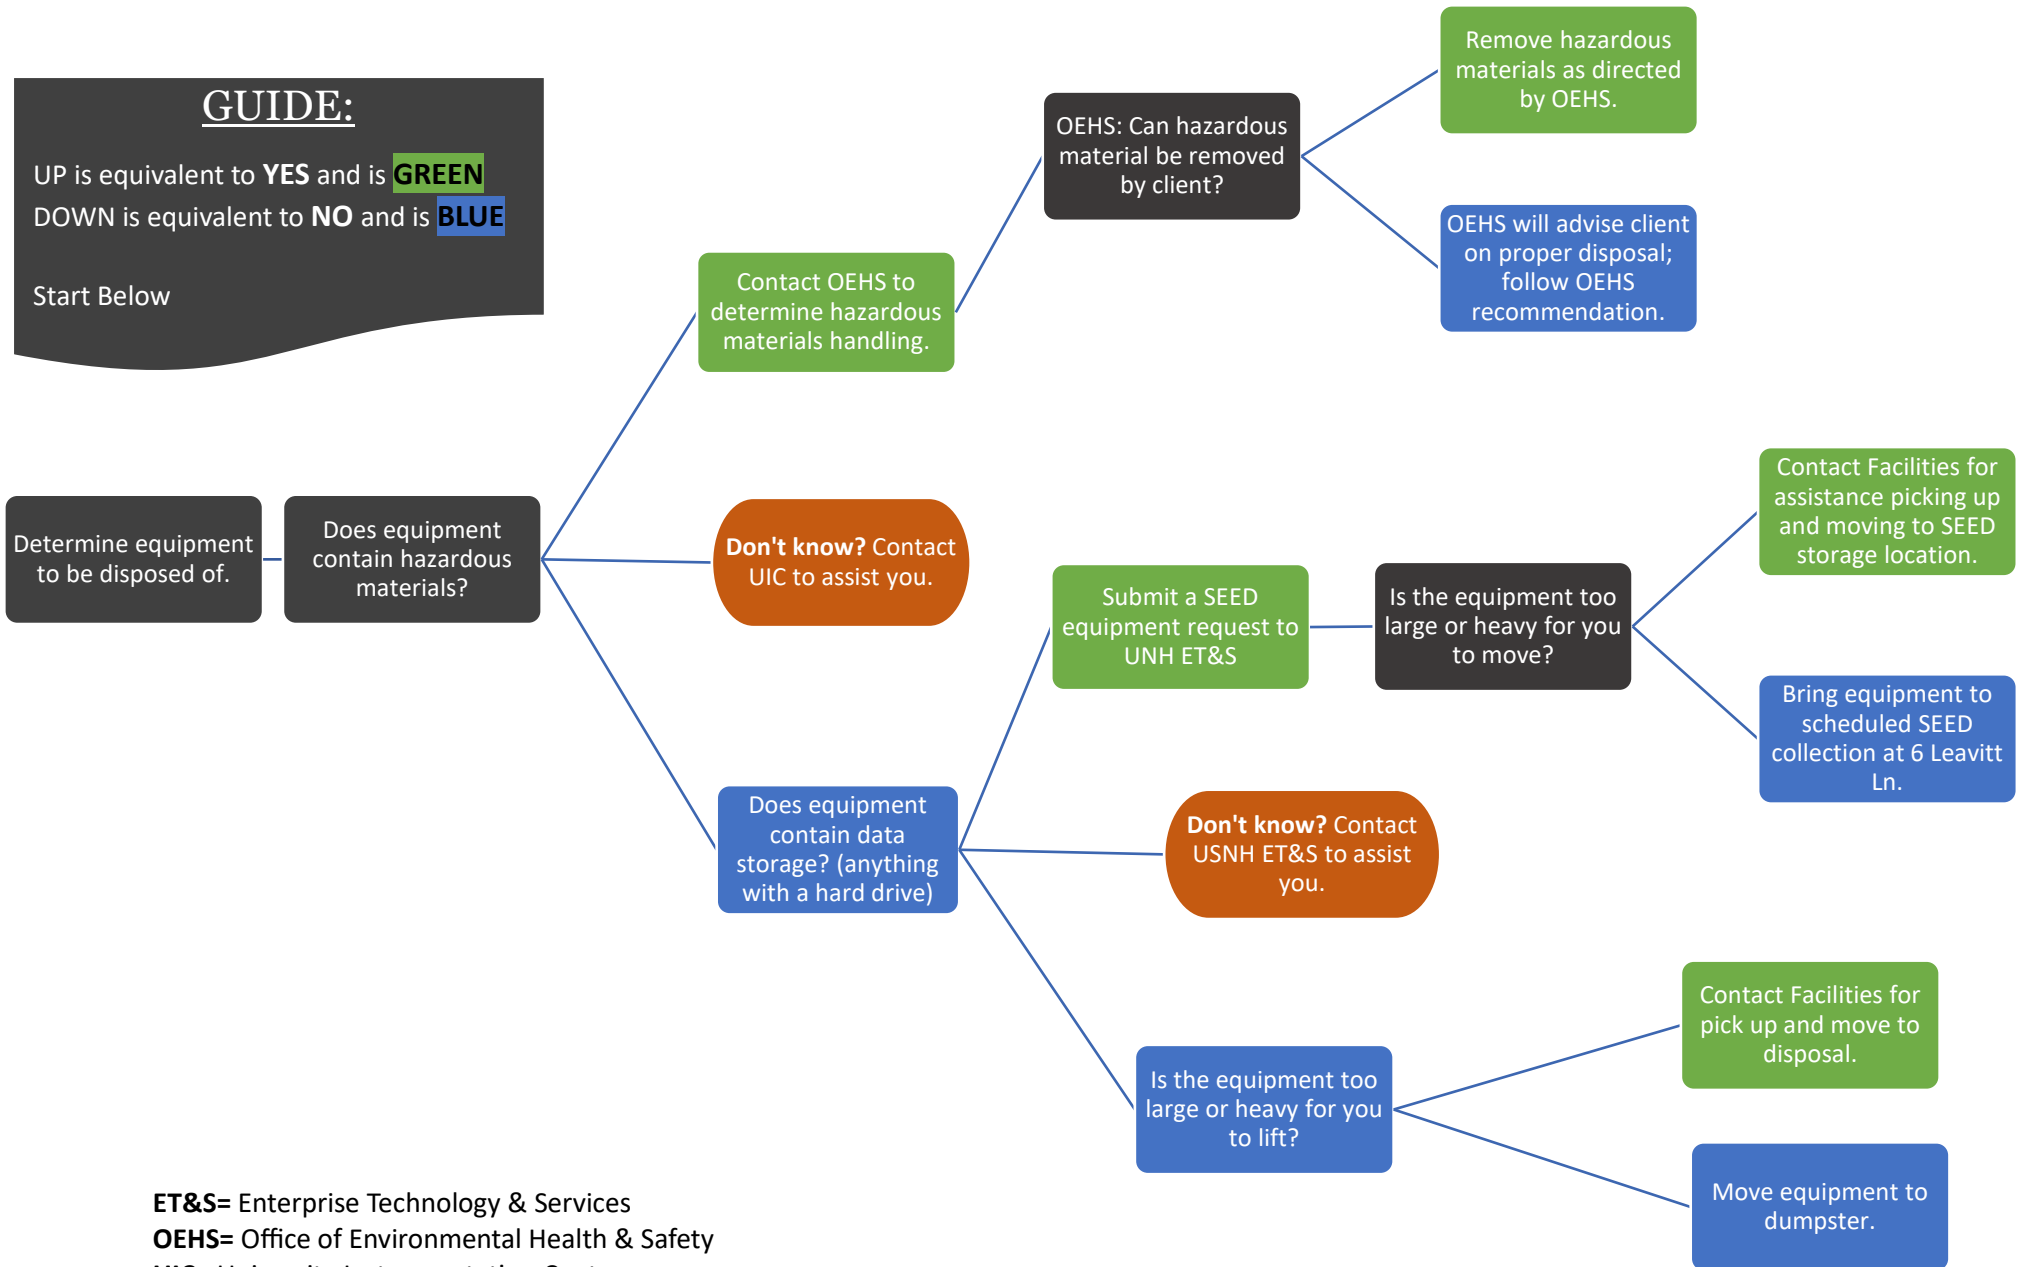 GUIDE:
UP is equivalent to YES and is GREEN
DOWN is equivalent to NO and is BLUE
Start Below
Determine equipment
to be disposed of.
Does equipment
contain hazardous
materials?
Contact OEHS to
determine hazardous
materials handling.
OEHS: Can hazardous
material be removed
by client?
Remove hazardous
materials as directed
by OEHS.
OEHS will advise client
on proper disposal;
follow OEHS
recommendation.
Don't know? Contact
UIC to assist you.
Does equipment
contain data
storage? (anything
with a hard drive)
Submit a SEED
equipment request to
UNH ET&S
Is the equipment too
large or heavy for you
to move?
Contact Facilities for
assistance picking up
and moving to SEED
storage location.
Bring equipment to
scheduled SEED
collection at 6 Leavitt
Ln.
Don't know? Contact
USNH ET&S to assist
you.
Is the equipment too
large or heavy for you
to lift?
Contact Facilities for
pick up and move to
disposal.
Move equipment to
dumpster.
ET&S= Enterprise Technology & Services
OEHS= Office of Environmental Health & Safety